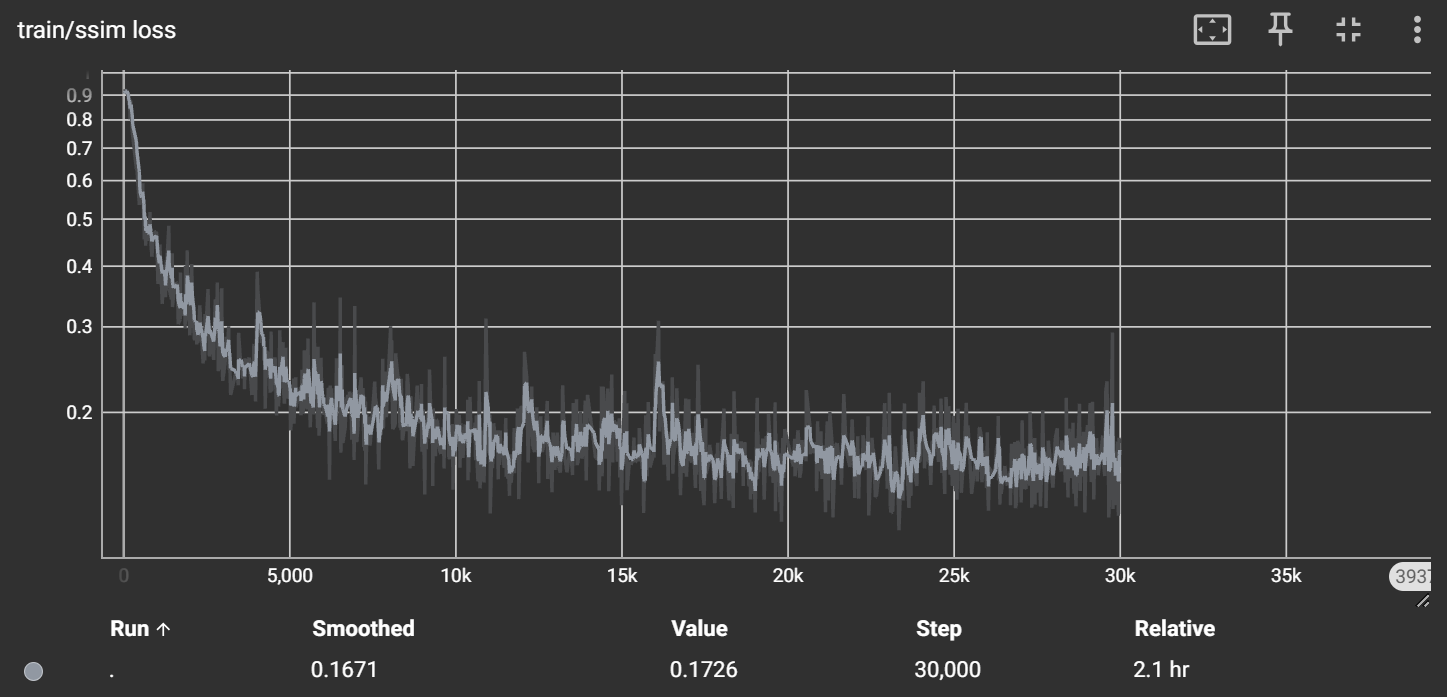 train/ssim loss
0.9
0.8
0.7
0.6
0.5
0.4
0.3
0.2
0 5,000 10k 15k 20k 25k 30k 35k
Run ↑ Smoothed Value Step Relative
. 0.1671 0.1726 30,000 2.1 hr